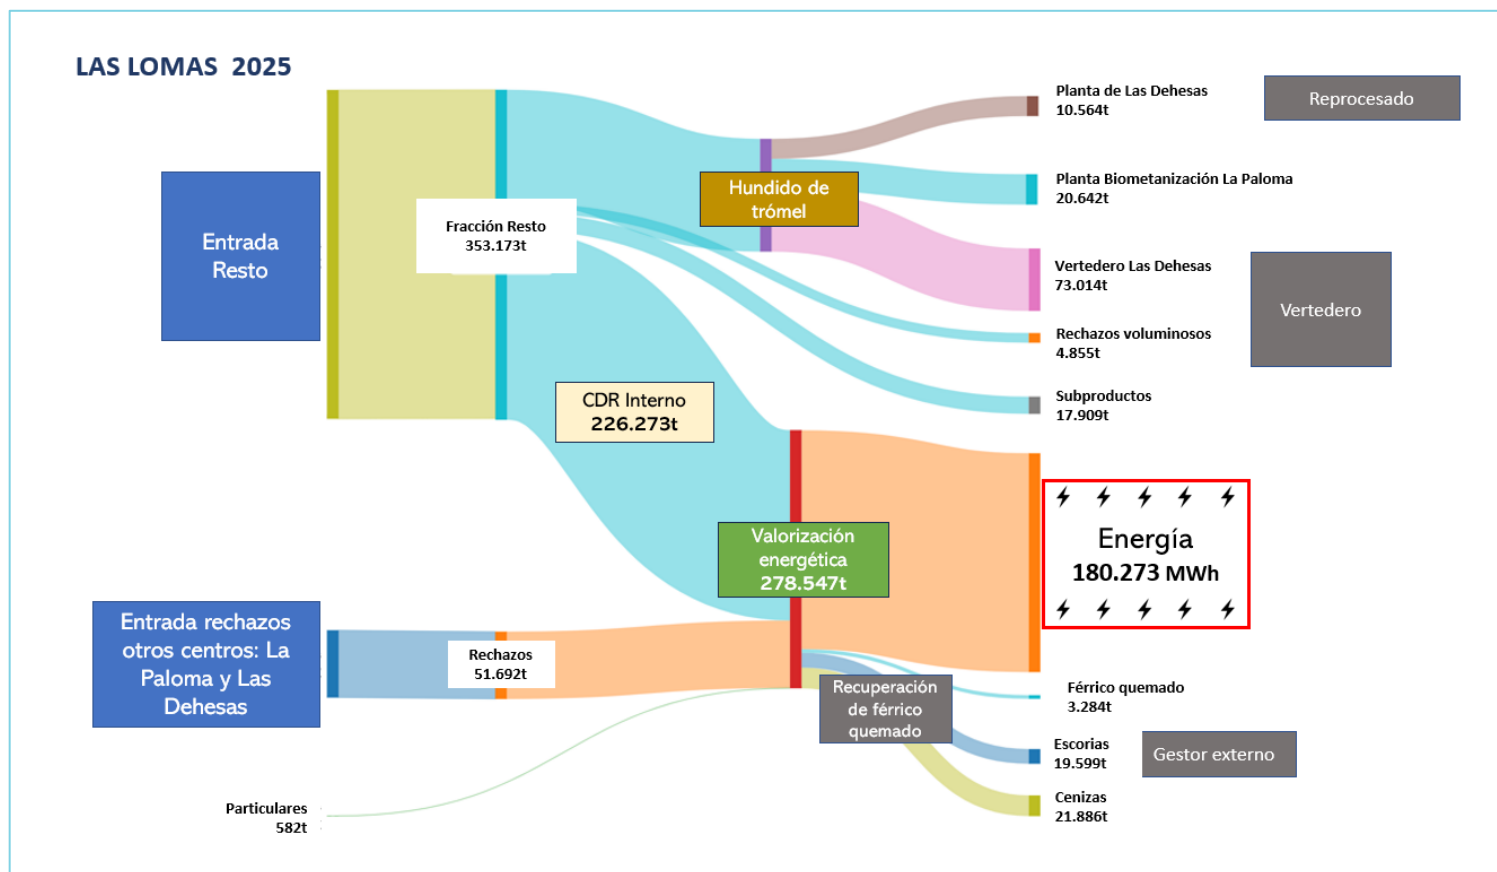 LAS LOMAS  2025
Entrada
Resto
Fracción Resto
353.173t
Hundido de
trómel
Planta de Las Dehesas
10.564t
Reprocesado
Planta Biometanización La Paloma
20.642t
Vertedero Las Dehesas
73.014t
Vertedero
Rechazos voluminosos
4.855t
Subproductos
17.909t
CDR Interno
226.273t
Valorización
energética
278.547t
Energía
180.273 MWh
Entrada rechazos
otros centros: La
Paloma y Las
Dehesas
Rechazos
51.692t
Recuperación
de férrico
quemado
Férrico quemado
3.284t
Escorias
19.599t
Gestor externo
Cenizas
21.886t
Particulares
582t